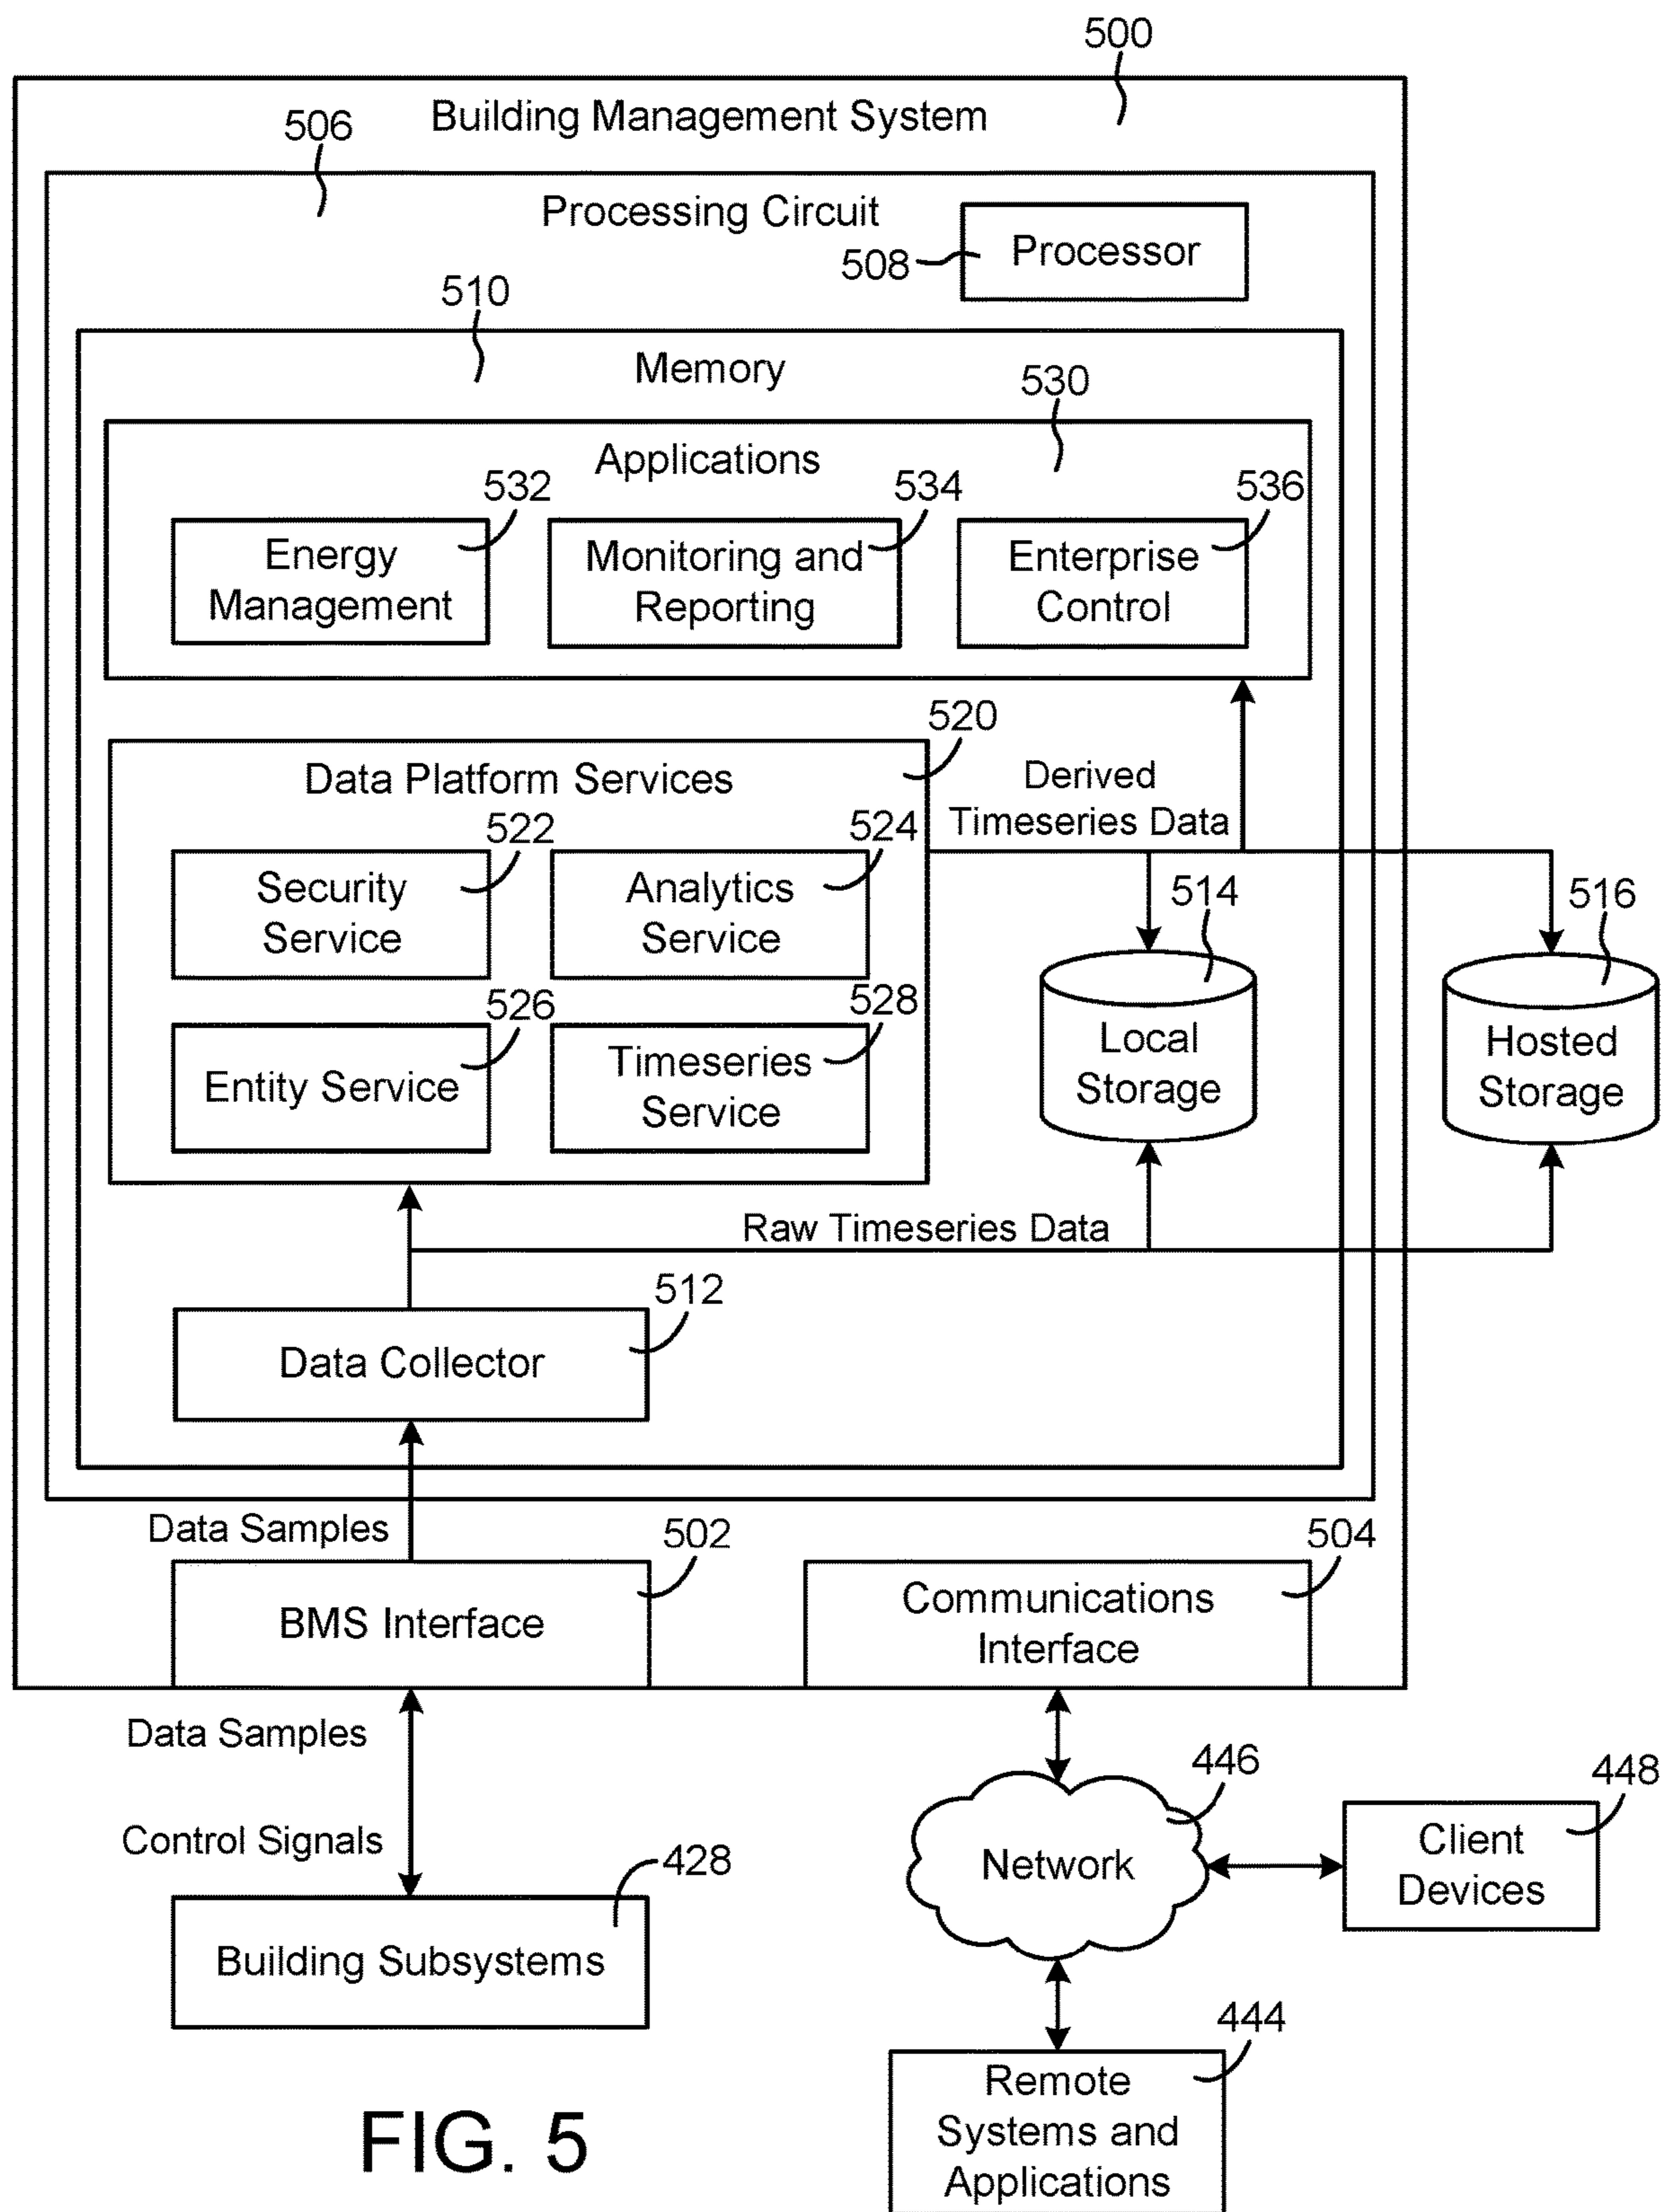 500
Building Management System
506
Processing Circuit
Processor
508
510
Memory
530
Applications
532
534
536
Energy
Management
Monitoring and
Reporting
Enterprise
Control
520
Data Platform Services
Derived
Timeseries Data
522
524
Security
Service
Analytics
Service
514
516
526
528
Entity Service
Timeseries
Service
Local
Storage
Hosted
Storage
Raw Timeseries Data
512
Data Collector
Data Samples
502
504
BMS Interface
Communications
Interface
Data Samples
446
448
Control Signals
Network
Client
Devices
428
Building Subsystems
444
Remote
Systems and
Applications
FIG. 5